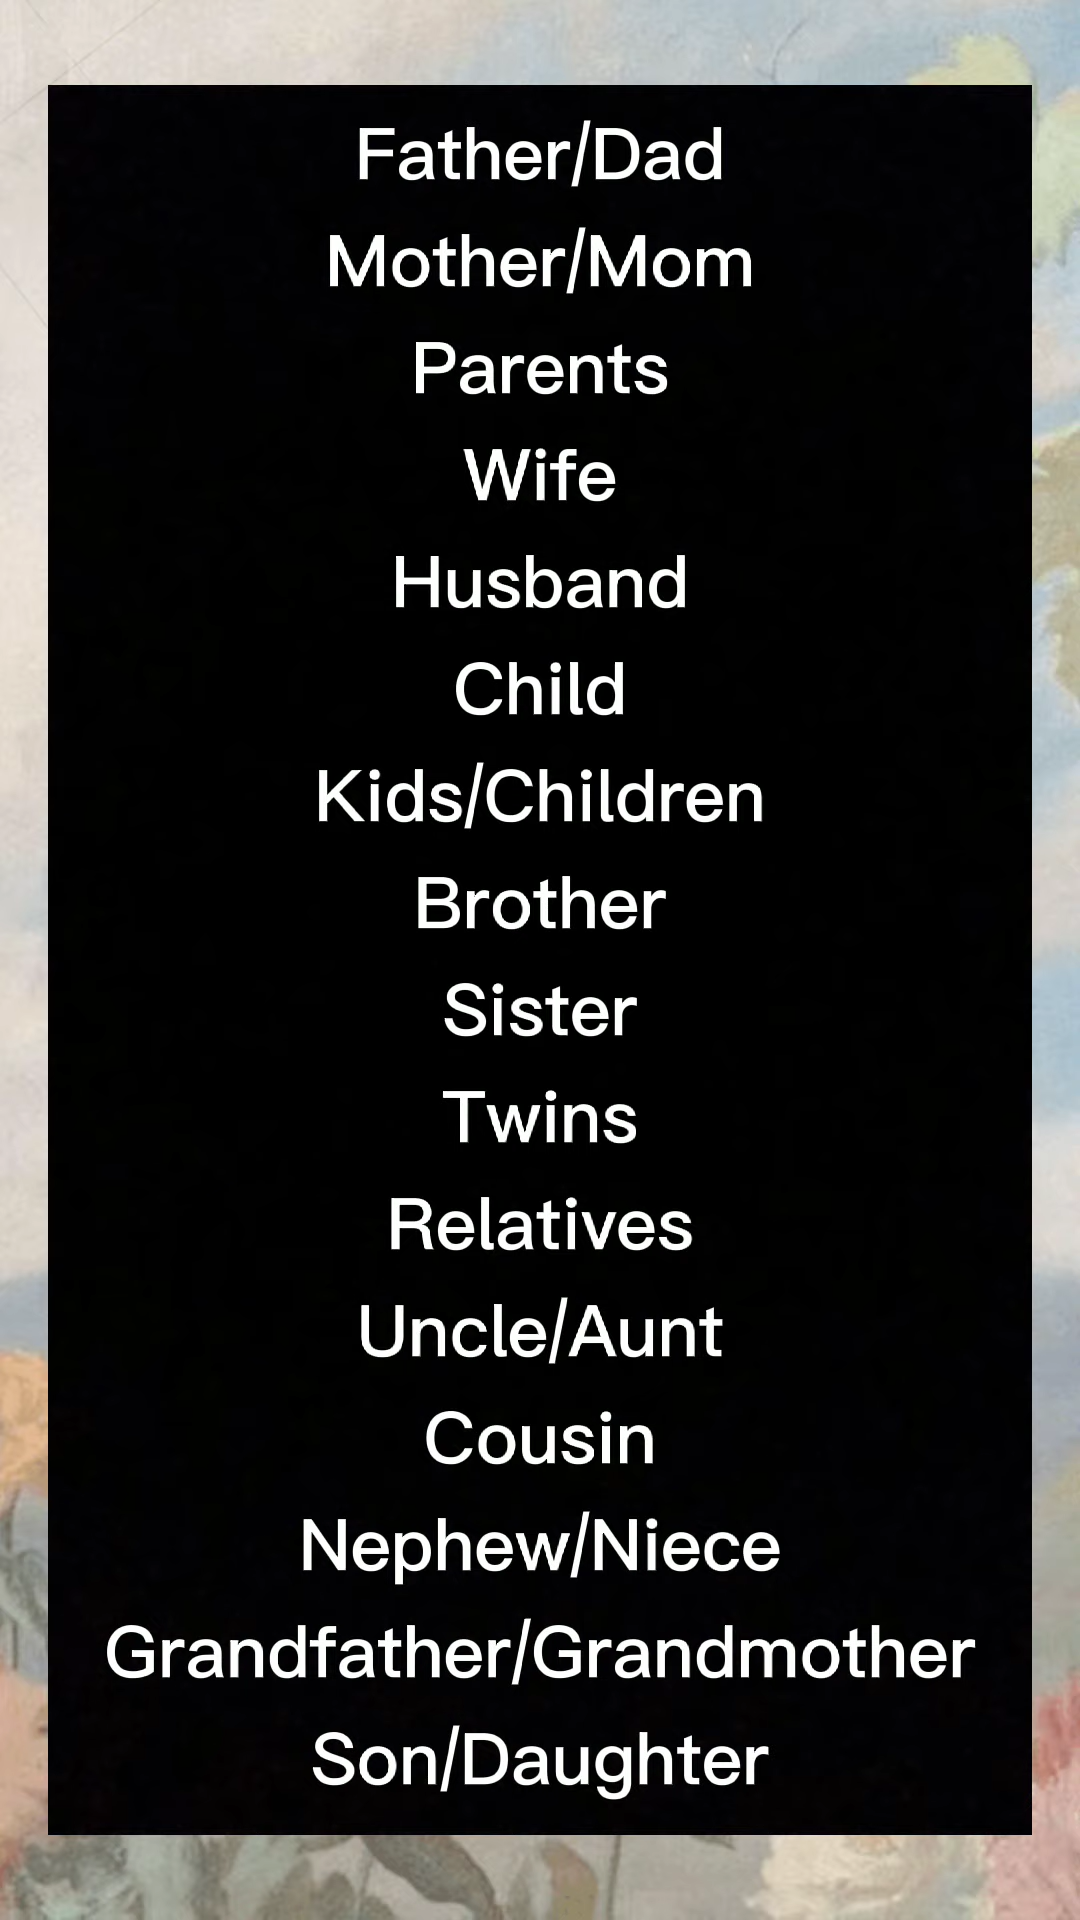 Father/Dad
Mother/Mom
Parents
Wife
Husband
Child
Kids/Children
Brother
Sister
Twins
Relatives
Uncle/Aunt
Cousin
Nephew/Niece
Grandfather/Grandmother
Son/Daughter